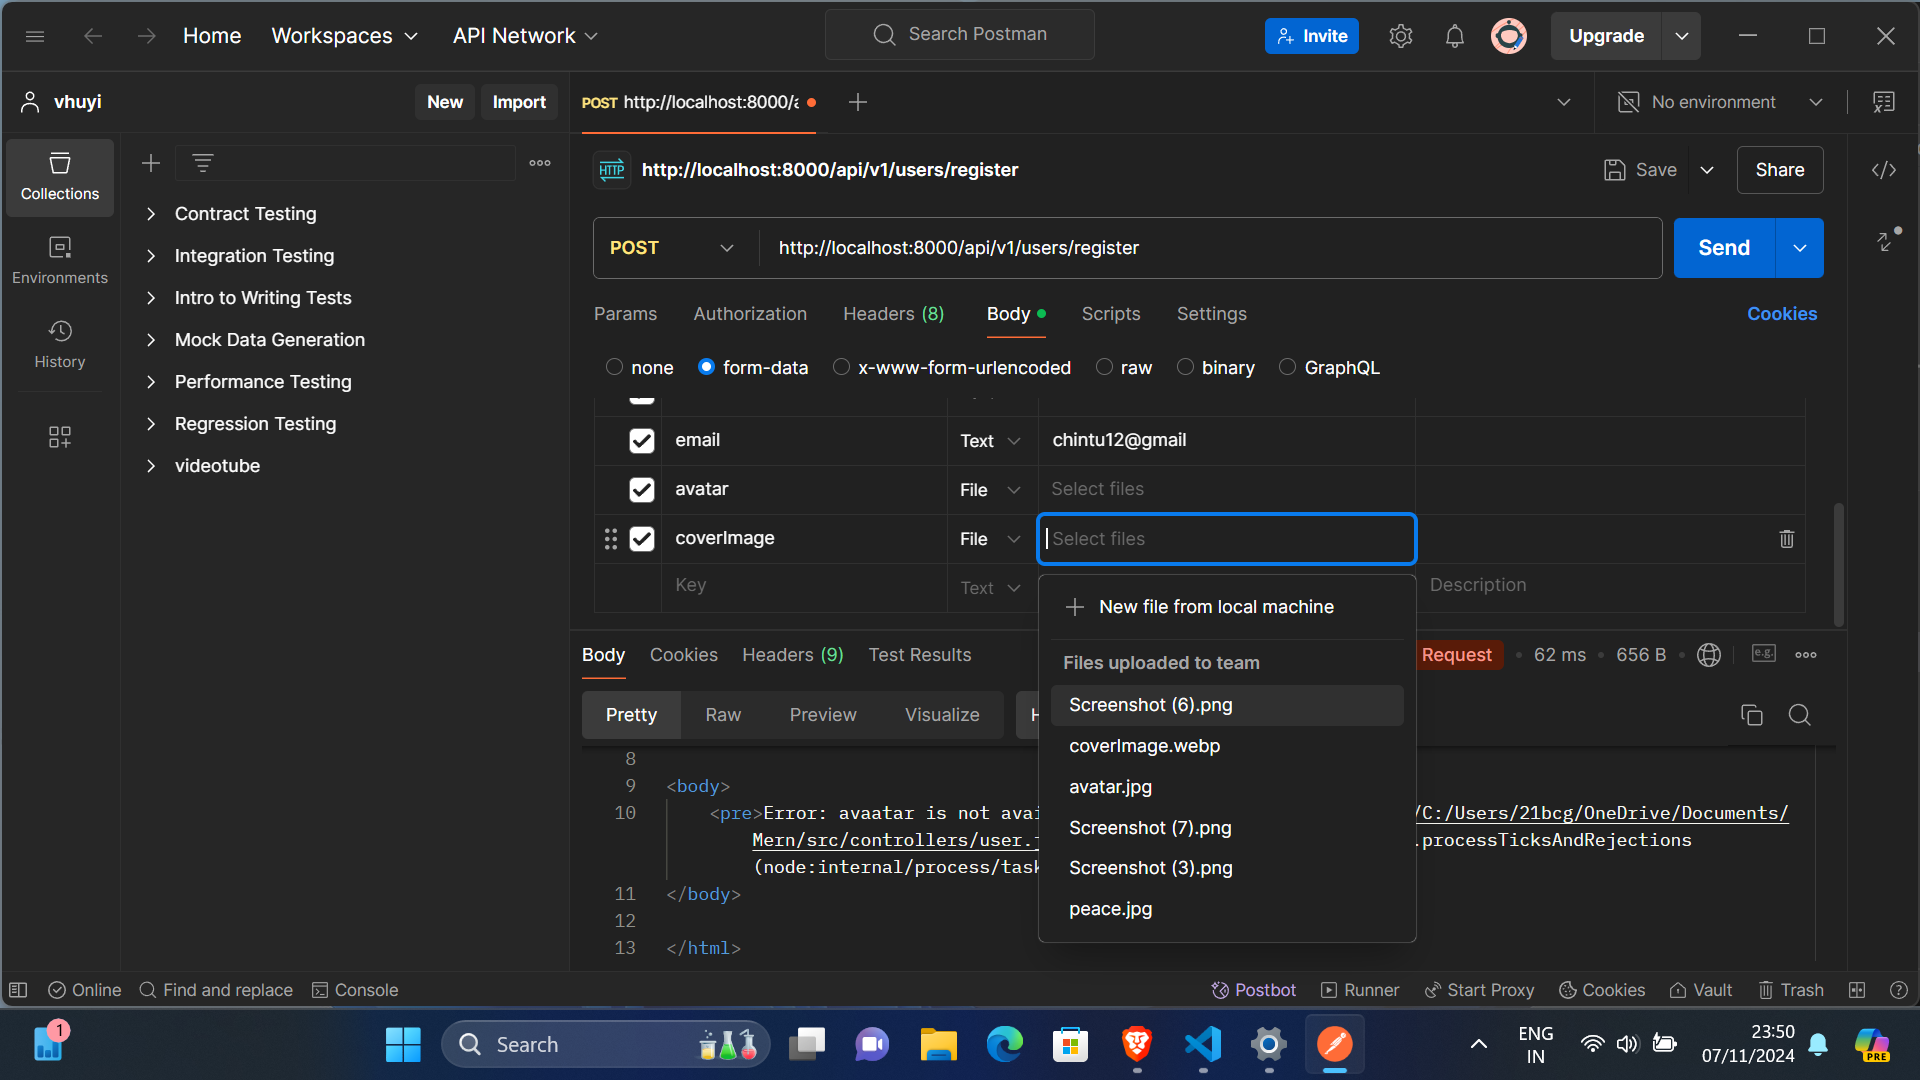 Home Workspaces API Network Search Postman Invite Upgrade
vhuyi New Import POST http://localhost:8000/a No environment
Collections
Environments
History
Contract Testing
Integration Testing
Intro to Writing Tests
Mock Data Generation
Performance Testing
Regression Testing
videotube
HTTP http://localhost:8000/api/v1/users/register Save Share
POST http://localhost:8000/api/v1/users/register Send
Params Authorization Headers (8) Body Scripts Settings Cookies
none form-data x-www-form-urlencoded raw binary GraphQL
email Text chintu12@gmail
avatar File Select files
coverImage File Select files
Key Text Description
New file from local machine
Files uploaded to team
Screenshot (6).png
coverImage.webp
avatar.jpg
Screenshot (7).png
Screenshot (3).png
peace.jpg
Body Cookies Headers (9) Test Results Request 62 ms 656 B e.g.
Pretty Raw Preview Visualize H
8
9 <body>
10 <pre>Error: avaatar is not avai /C:/Users/21bcg/OneDrive/Documents/
Mern/src/controllers/user. .processTicksAndRejections
(node:internal/process/task
11 </body>
12
13 </html>
Online Find and replace Console Postbot Runner Start Proxy Cookies Vault Trash
1 Search ENG
IN
23:50
07/11/2024
PRE